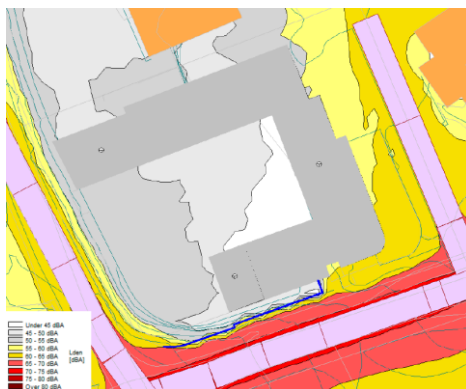 Under 45 dBA
45 - 50 dBA
50 - 55 dBA
55 - 60 dBA
60 - 65 dBA
65 - 70 dBA
70 - 75 dBA
75 - 80 dBA
Over 80 dBA
Lden
[dBA]